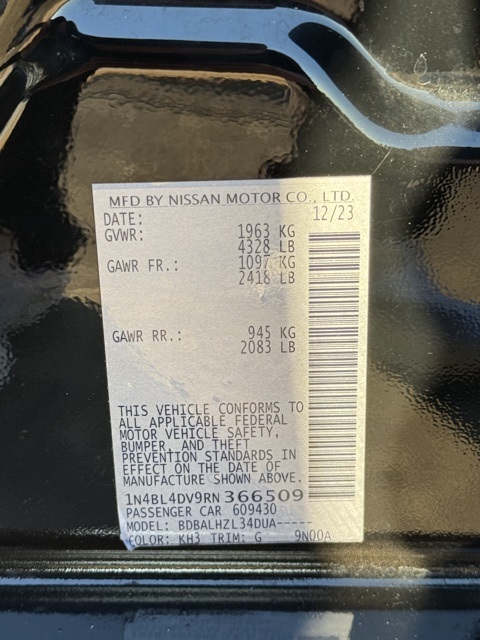 MFD BY NISSAN MOTOR CO., LTD.
DATE: 12/23
GVWR: 1963 KG
4328 LB
GAWR FR.: 1097 KG
2418 LB
GAWR RR.: 945 KG
2083 LB
THIS VEHICLE CONFORMS TO
ALL APPLICABLE FEDERAL
MOTOR VEHICLE SAFETY,
BUMPER, AND THEFT
PREVENTION STANDARDS IN
EFFECT ON THE DATE OF
MANUFACTURE SHOWN ABOVE.
1N4BL4DV9RN366509
PASSENGER CAR 609430
MODEL: BDBALHZL34DUA-----
COLOR: KH3 TRIM: G 9N00A